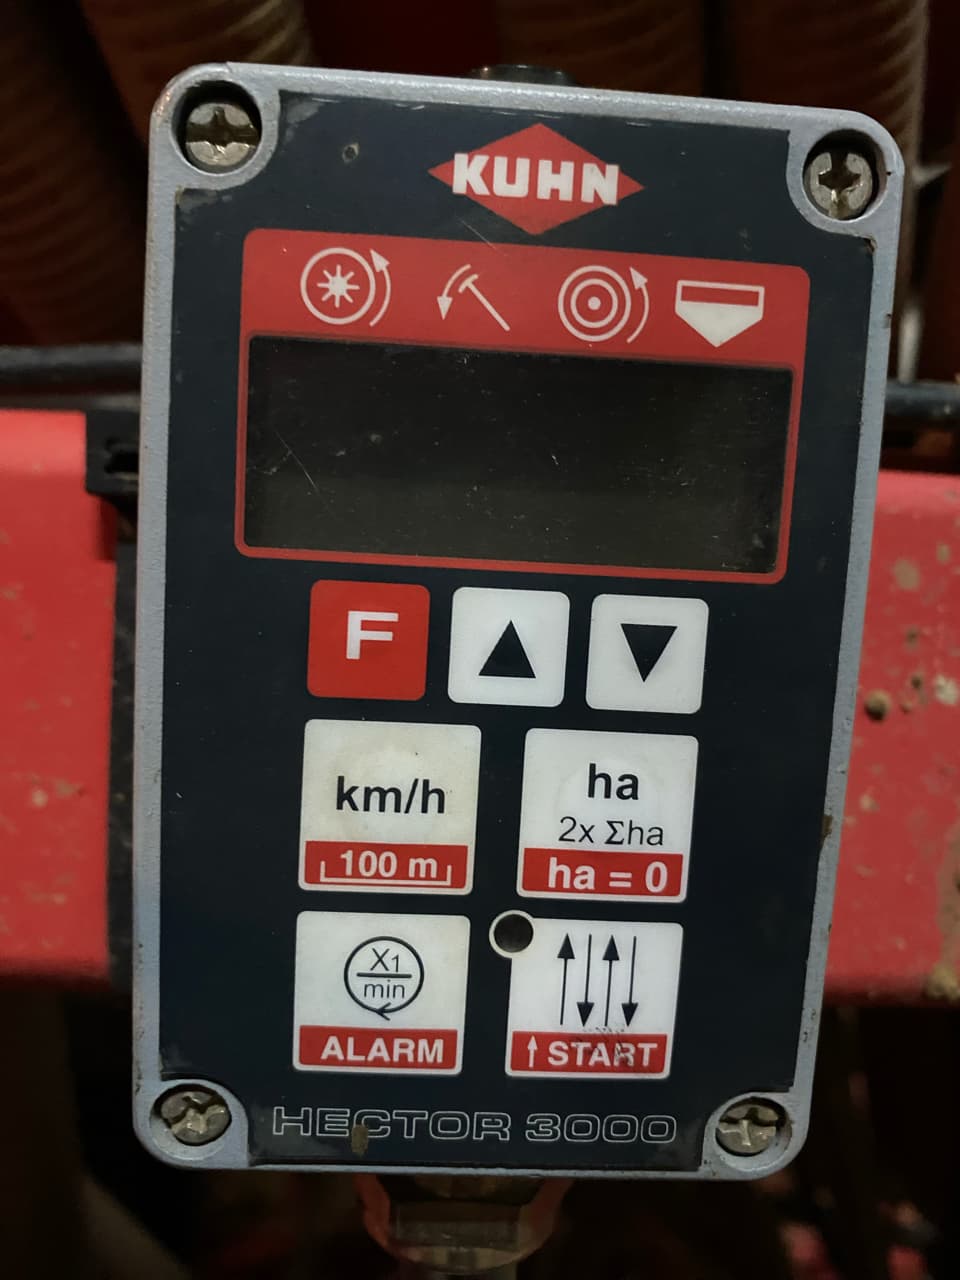 KUHN
F
km/h
100 m
ha
2x Σha
ha = 0
X1
min
ALARM
↑ START
HECTOR 3000